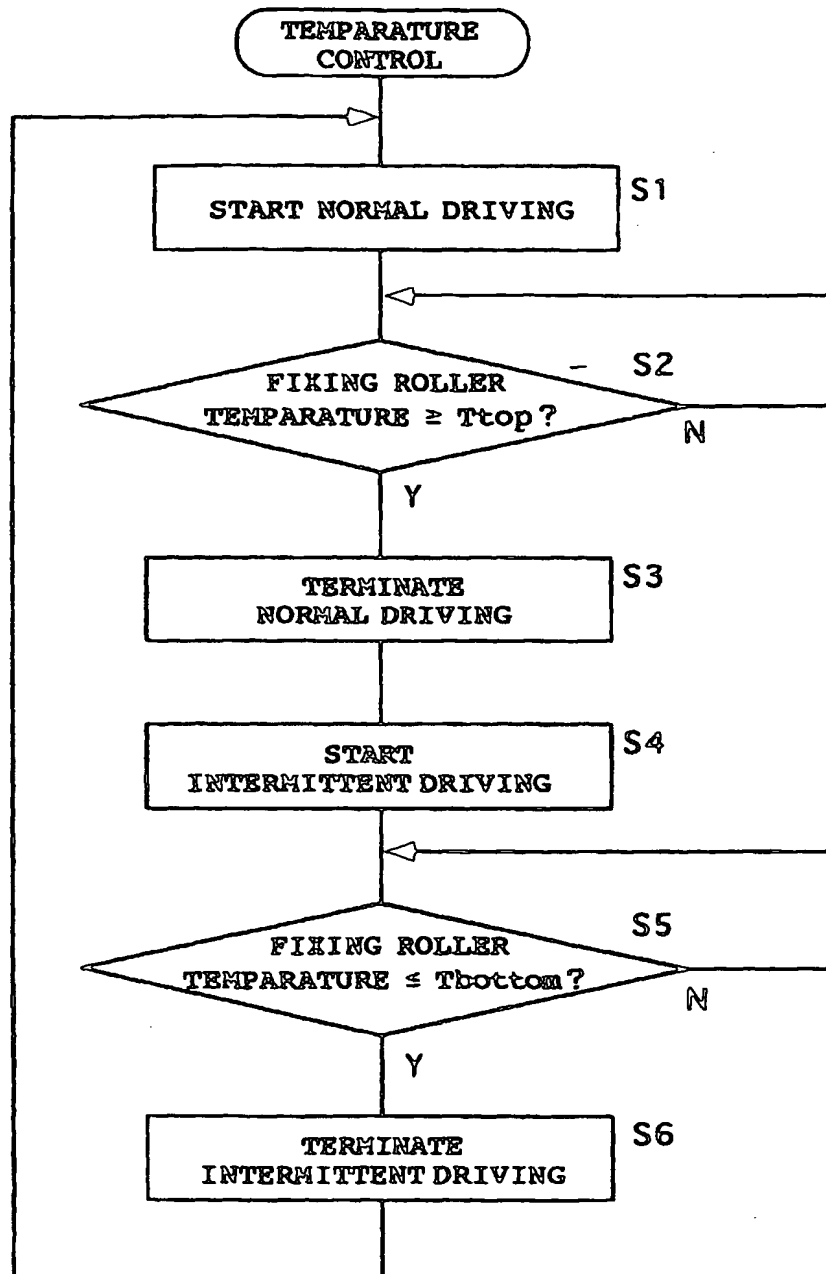 TEMPARATURE
CONTROL
S1
START NORMAL DRIVING
S2
FIXING ROLLER
TEMPARATURE ≥ Ttop?
N
Y
S3
TERMINATE
NORMAL DRIVING
S4
START
INTERMITTENT DRIVING
S5
FIXING ROLLER
TEMPARATURE ≤ Tbottom?
N
Y
S6
TERMINATE
INTERMITTENT DRIVING